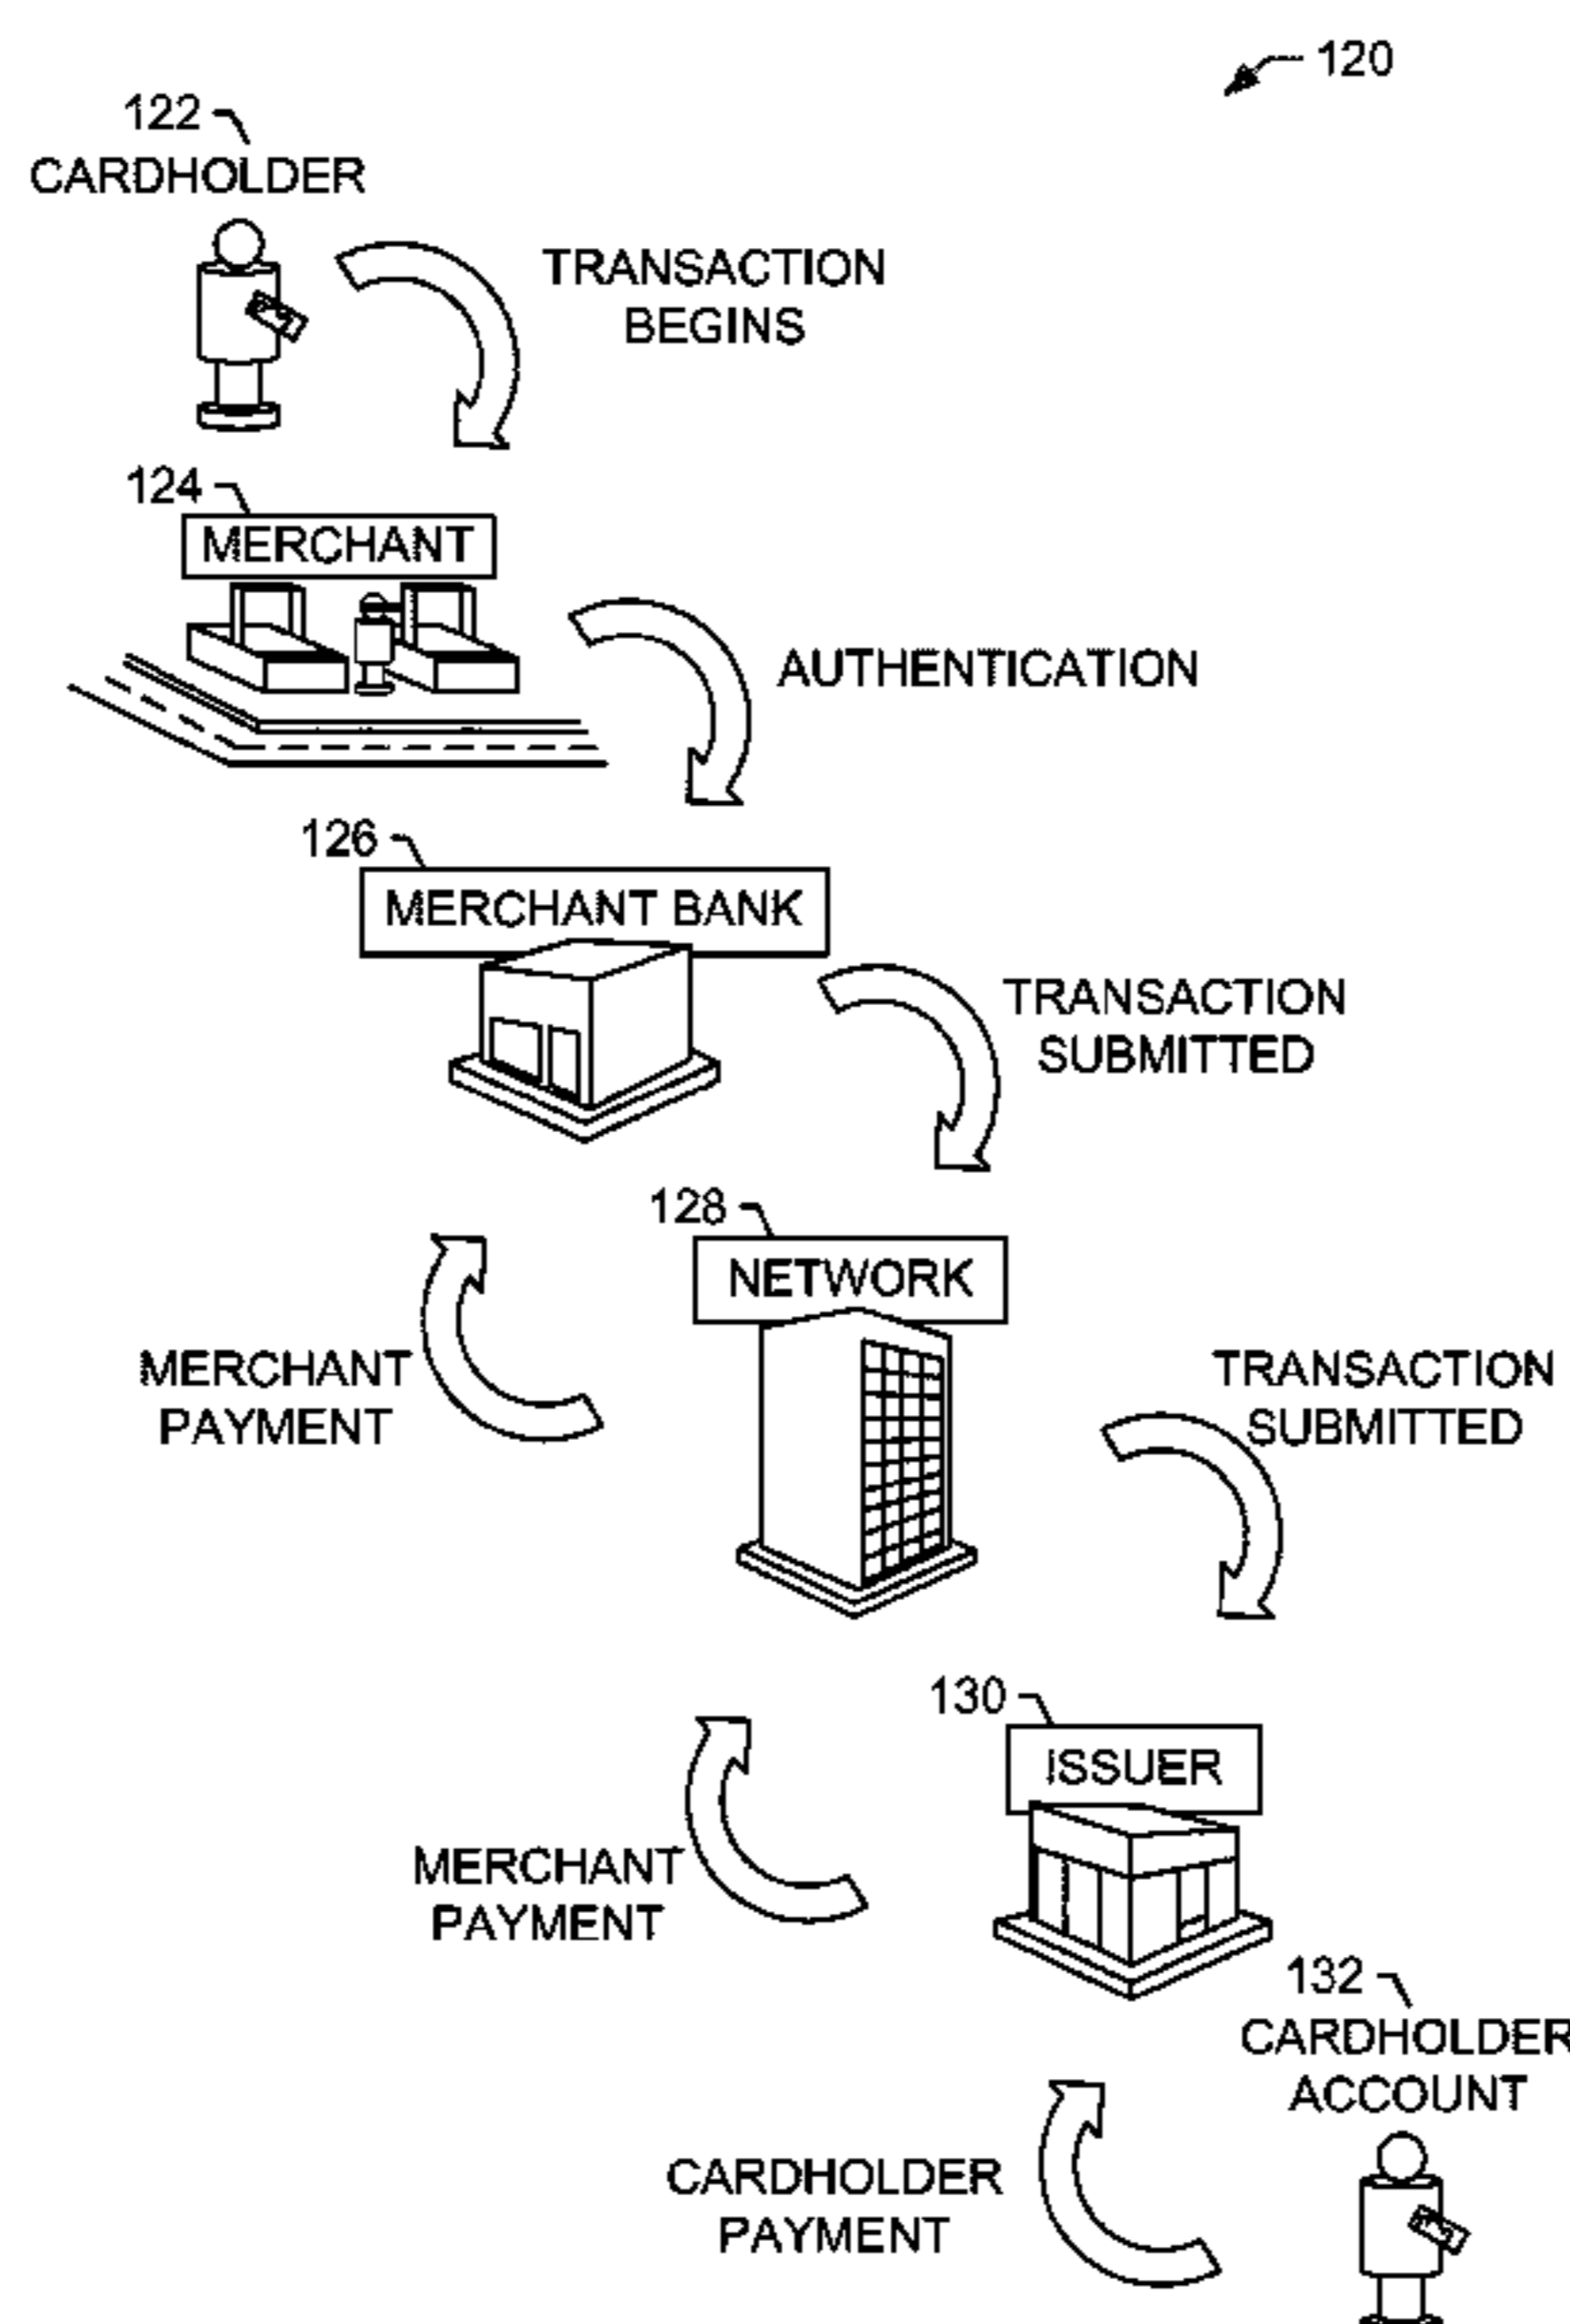 120
122
CARDHOLDER
TRANSACTION
BEGINS
124
MERCHANT
AUTHENTICATION
126
MERCHANT BANK
TRANSACTION
SUBMITTED
128
NETWORK
MERCHANT
PAYMENT
TRANSACTION
SUBMITTED
130
ISSUER
MERCHANT
PAYMENT
132
CARDHOLDER
ACCOUNT
CARDHOLDER
PAYMENT